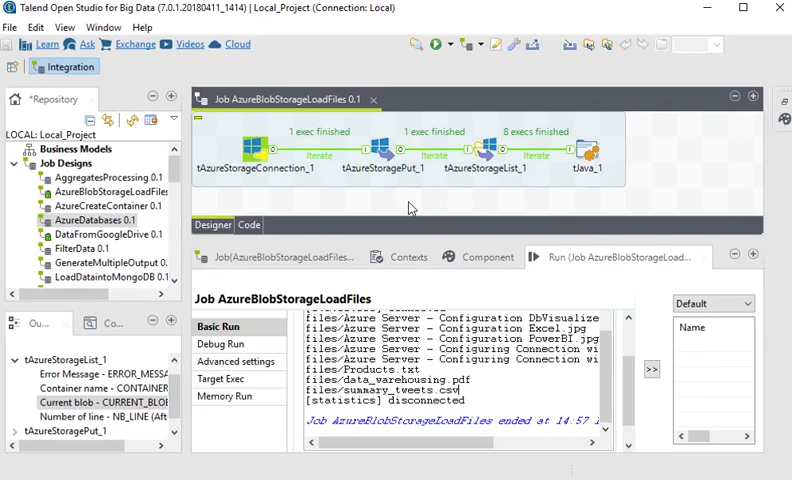 Talend Open Studio for Big Data (7.0.1.20180411_1414) | Local_Project (Connection: Local)
File Edit View Window Help
Learn Ask Exchange Videos Cloud
Integration
*Repository
LOCAL: Local_Project
Business Models
Job Designs
AggregatesProcessing 0.1
AzureBlobStorageLoadFiles
AzureCreateContainer 0.1
AzureDatabases 0.1
DataFromGoogleDrive 0.1
FilterData 0.1
GenerateMultipleOutput 0.1
LoadDataintoMongoDB 0.1
Job AzureBlobStorageLoadFiles 0.1
1 exec finished
1 exec finished
8 execs finished
Iterate
Iterate
Iterate
tAzureStorageConnection_1
tAzureStoragePut_1
tAzureStorageList_1
tJava_1
Designer Code
Ou...
Co...
tAzureStorageList_1
Error Message - ERROR_MESSA
Container name - CONTAINER
Current blob - CURRENT_BLOB
Number of line - NB_LINE (Aft
tAzureStoragePut_1
Job(AzureBlobStorageLoadFiles...
Contexts
Component
Run (Job AzureBlobStorageLoad...
Job AzureBlobStorageLoadFiles
Basic Run
Debug Run
Advanced settings
Target Exec
Memory Run
files/Azure Server - Configuration DbVisualize
files/Azure Server - Configuration Excel.jpg
files/Azure Server - Configuration PowerBI.jpg
files/Azure Server - Configuring Connection wi
files/Azure Server - Configuring Connection wi
files/Products.txt
files/data_warehousing.pdf
files/summary_tweets.csv
[statistics] disconnected
Job AzureBlobStorageLoadFiles ended at 14:57
Default
Name